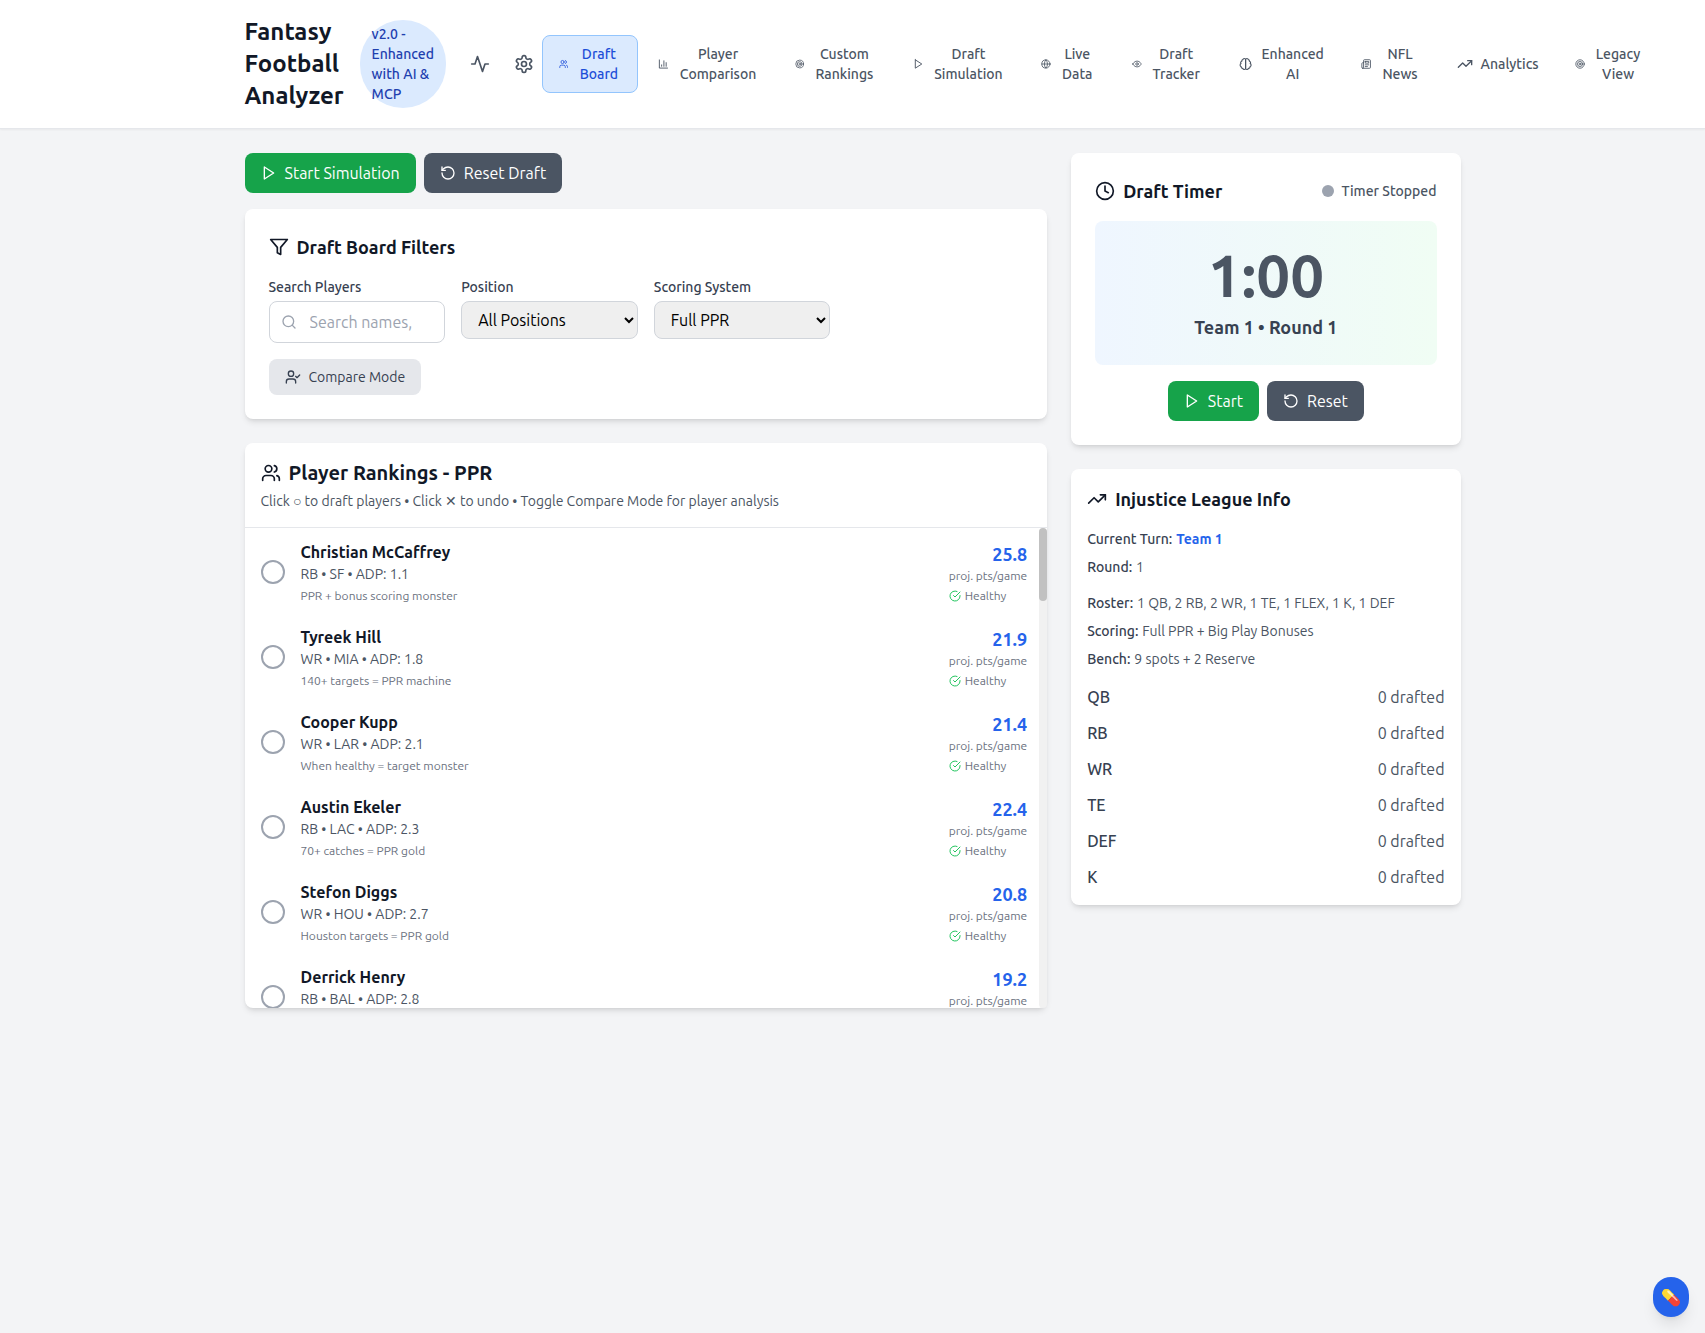 Fantasy
Football
Analyzer
v2.0 -
Enhanced
with AI &
MCP
Draft
Board
Player
Comparison
Custom
Rankings
Draft
Simulation
Live
Data
Draft
Tracker
Enhanced
AI
NFL
News
Analytics
Legacy
View
Start Simulation
Reset Draft
Draft Board Filters
Search Players
Search names,
Position
All Positions
Scoring System
Full PPR
Compare Mode
Player Rankings - PPR
Click ○ to draft players • Click ✕ to undo • Toggle Compare Mode for player analysis
Christian McCaffrey
RB • SF • ADP: 1.1
PPR + bonus scoring monster
25.8
proj. pts/game
Healthy
Tyreek Hill
WR • MIA • ADP: 1.8
140+ targets = PPR machine
21.9
proj. pts/game
Healthy
Cooper Kupp
WR • LAR • ADP: 2.1
When healthy = target monster
21.4
proj. pts/game
Healthy
Austin Ekeler
RB • LAC • ADP: 2.3
70+ catches = PPR gold
22.4
proj. pts/game
Healthy
Stefon Diggs
WR • HOU • ADP: 2.7
Houston targets = PPR gold
20.8
proj. pts/game
Healthy
Derrick Henry
RB • BAL • ADP: 2.8
19.2
proj. pts/game
Draft Timer
Timer Stopped
1:00
Team 1 • Round 1
Start
Reset
Injustice League Info
Current Turn: Team 1
Round: 1
Roster: 1 QB, 2 RB, 2 WR, 1 TE, 1 FLEX, 1 K, 1 DEF
Scoring: Full PPR + Big Play Bonuses
Bench: 9 spots + 2 Reserve
QB 0 drafted
RB 0 drafted
WR 0 drafted
TE 0 drafted
DEF 0 drafted
K 0 drafted